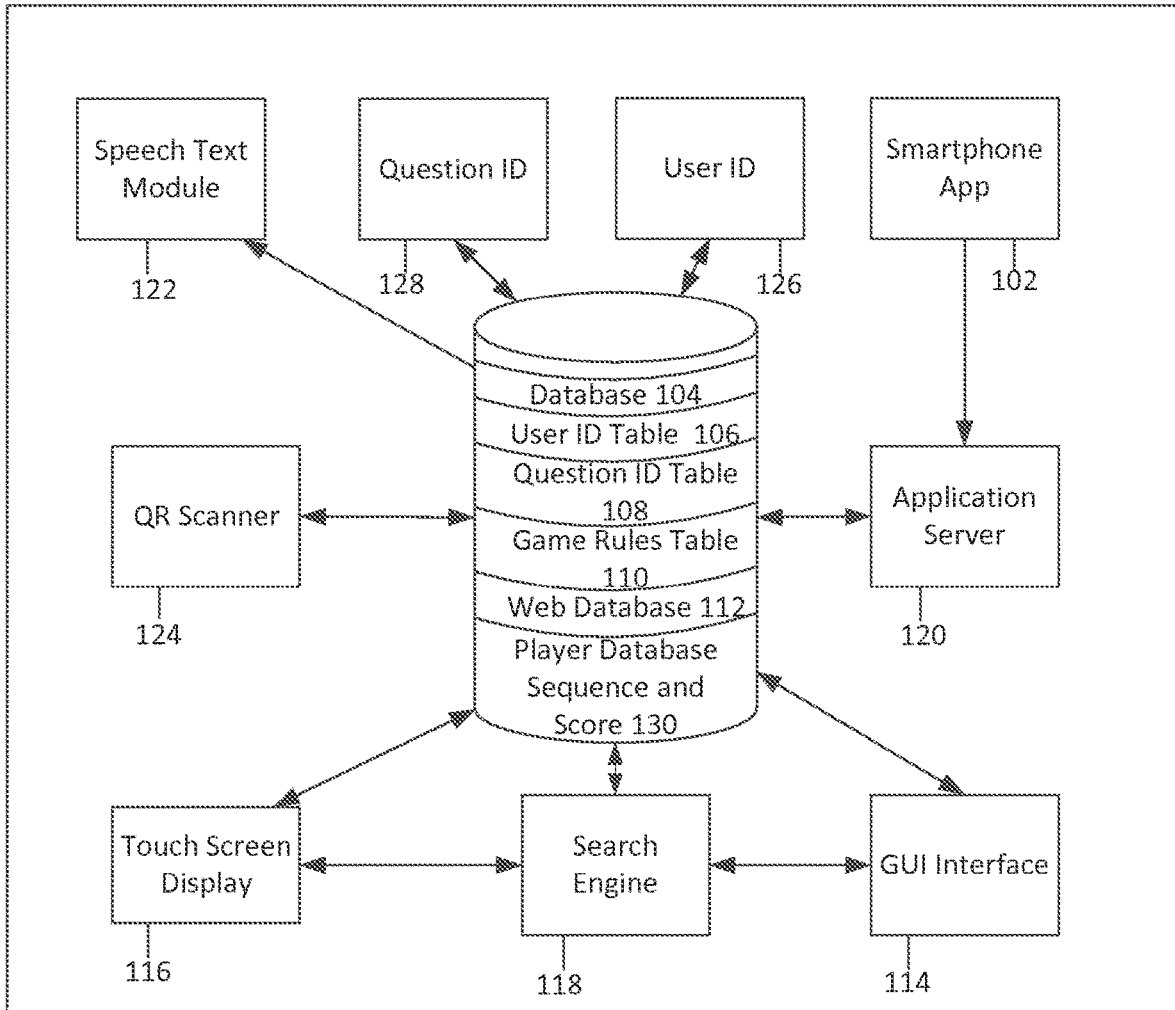 Speech Text
Module
Question ID
User ID
Smartphone
App
122
128
126
102
Database 104
User ID Table 106
Question ID Table
108
Game Rules Table
110
Web Database 112
Player Database
Sequence and
Score 130
QR Scanner
124
Application
Server
120
Touch Screen
Display
116
Search
Engine
118
GUI Interface
114